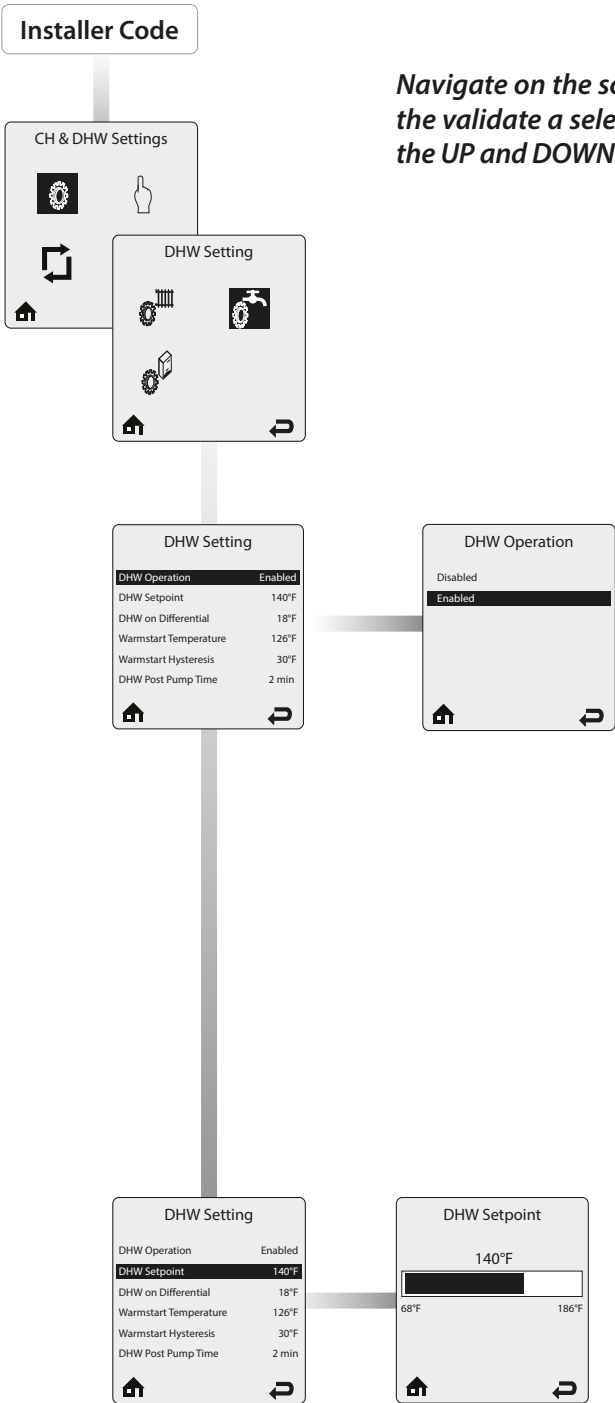 Installer Code
Navigate on the
the validate a
the UP and DOWN
CH & DHW Settings
DHW Setting
DHW Setting
DHW Operation Enabled
DHW Setpoint 140°F
DHW on Differential 18°F
Warmstart Temperature 126°F
Warmstart Hysteresis 30°F
DHW Post Pump Time 2 min
DHW Operation
Disabled
Enabled
DHW Setting
DHW Operation Enabled
DHW Setpoint 140°F
DHW on Differential 18°F
Warmstart Temperature 126°F
Warmstart Hysteresis 30°F
DHW Post Pump Time 2 min
DHW Setpoint
140°F
68°F 186°F